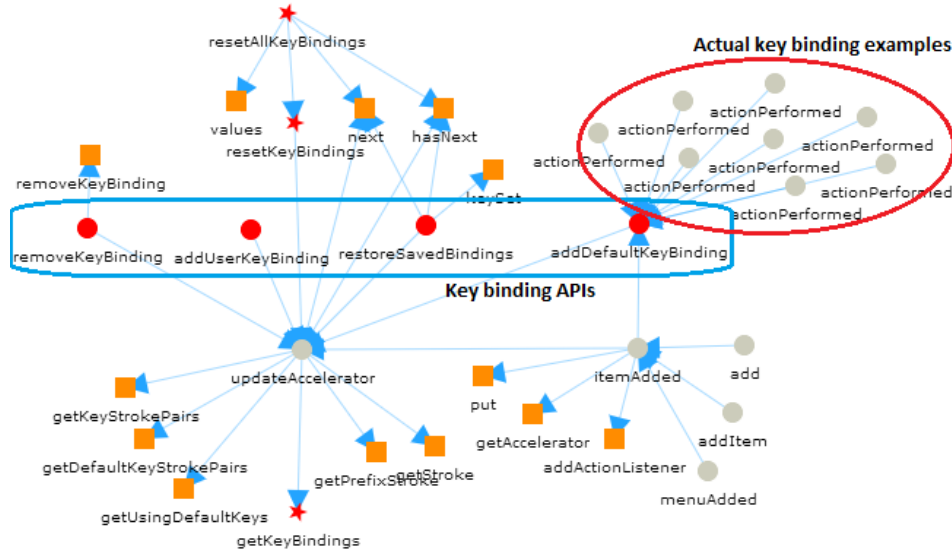 resetAllKeyBindings
Actual key binding examples
values
next
hasNext
resetKeyBindings
actionPerformed
actionPerformed
actionPerformed
actionPerformed
actionPerformed
actionPerformed
actionPerformed
actionPerformed
removeKeyBinding
keySet
removeKeyBinding
addUserKeyBinding
restoreSavedBindings
addDefaultKeyBinding
Key binding APIs
updateAccelerator
itemAdded
add
put
getKeyStrokePairs
getAccelerator
addItem
getDefaultKeyStrokePairs
getPrefixStroke
getStroke
addActionListener
menuAdded
getUsingDefaultKeys
getKeyBindings